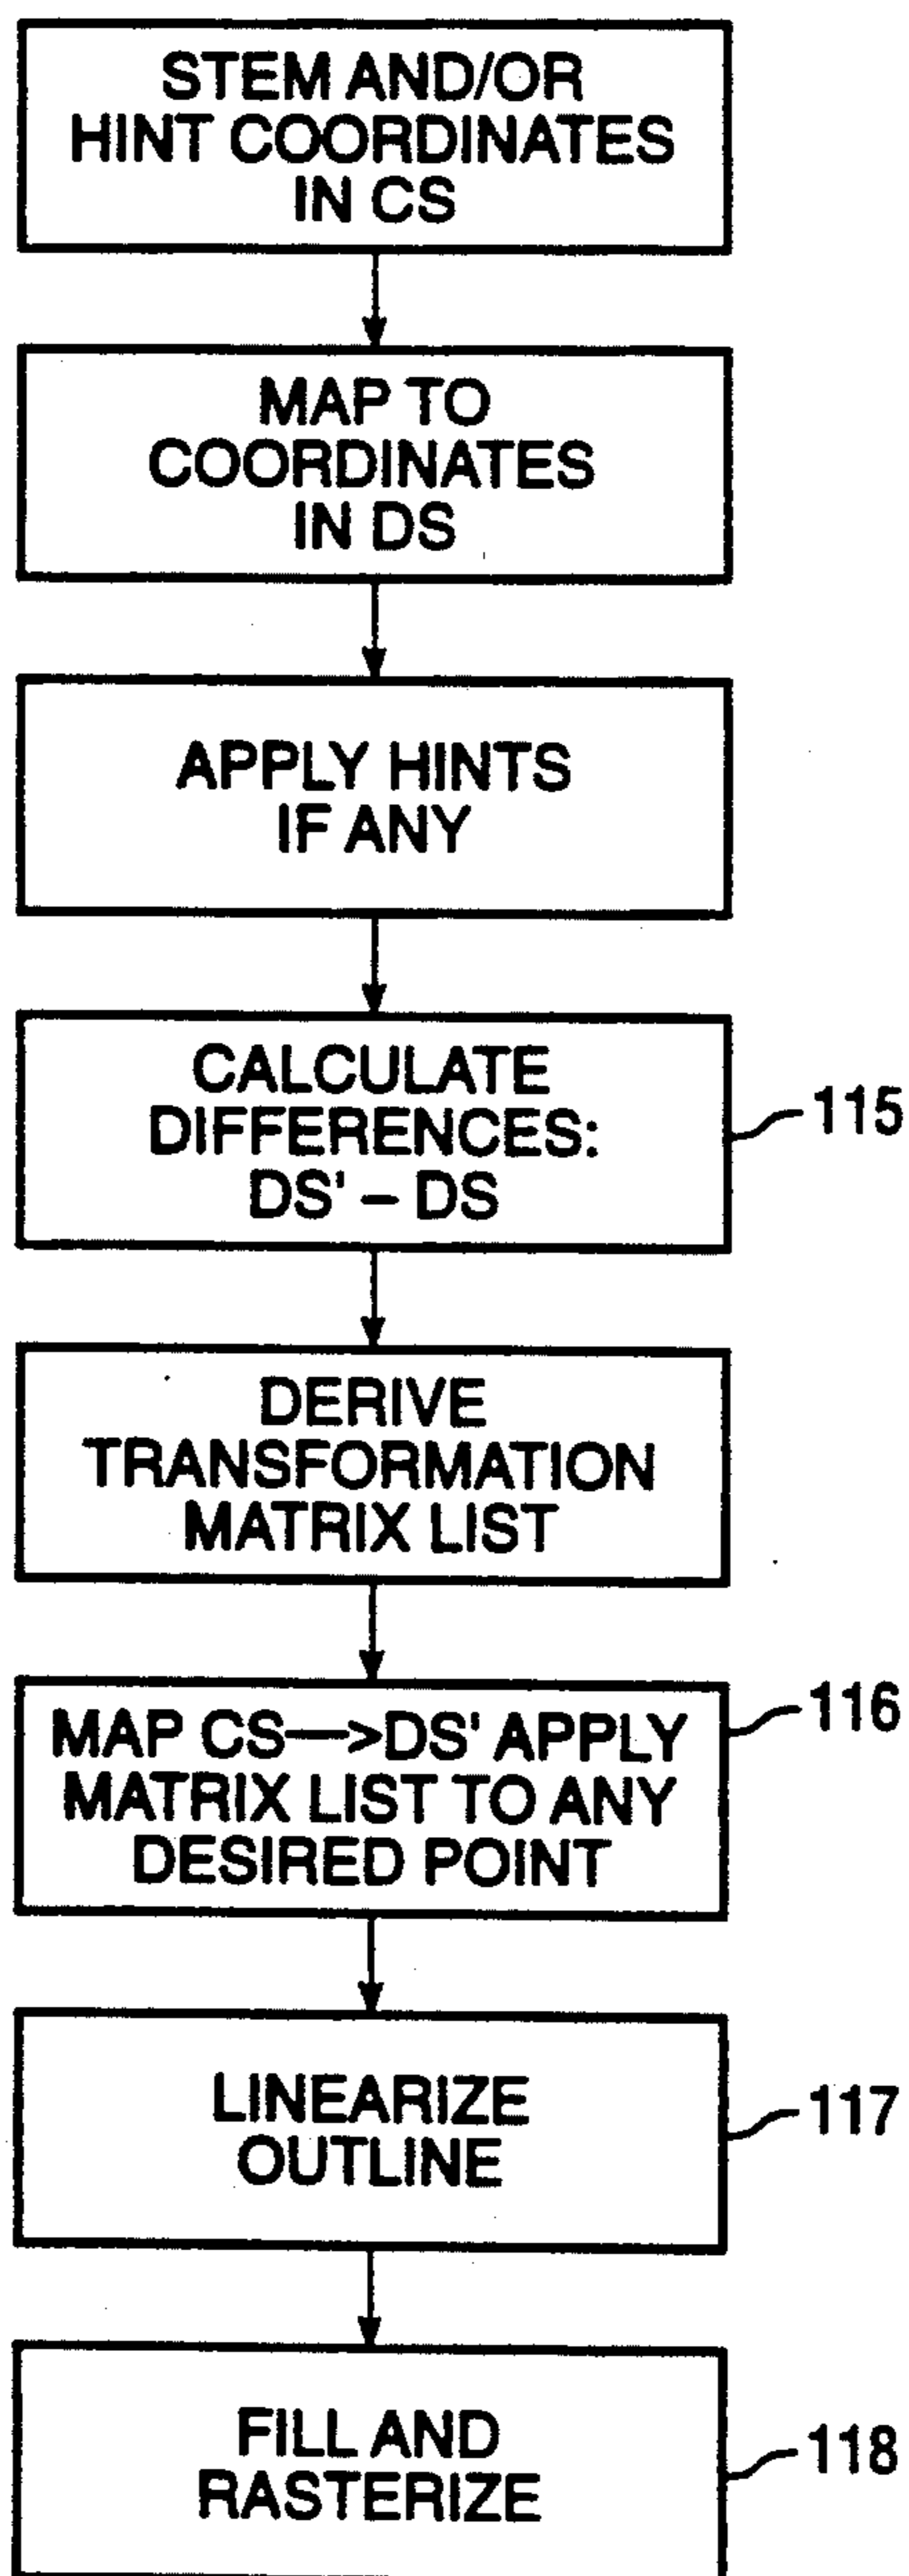 STEM AND/OR
HINT COORDINATES
IN CS
MAP TO
COORDINATES
IN DS
APPLY HINTS
IF ANY
CALCULATE
DIFFERENCES:
DS' – DS
115
DERIVE
TRANSFORMATION
MATRIX LIST
MAP CS—>DS' APPLY
MATRIX LIST TO ANY
DESIRED POINT
116
LINEARIZE
OUTLINE
117
FILL AND
RASTERIZE
118